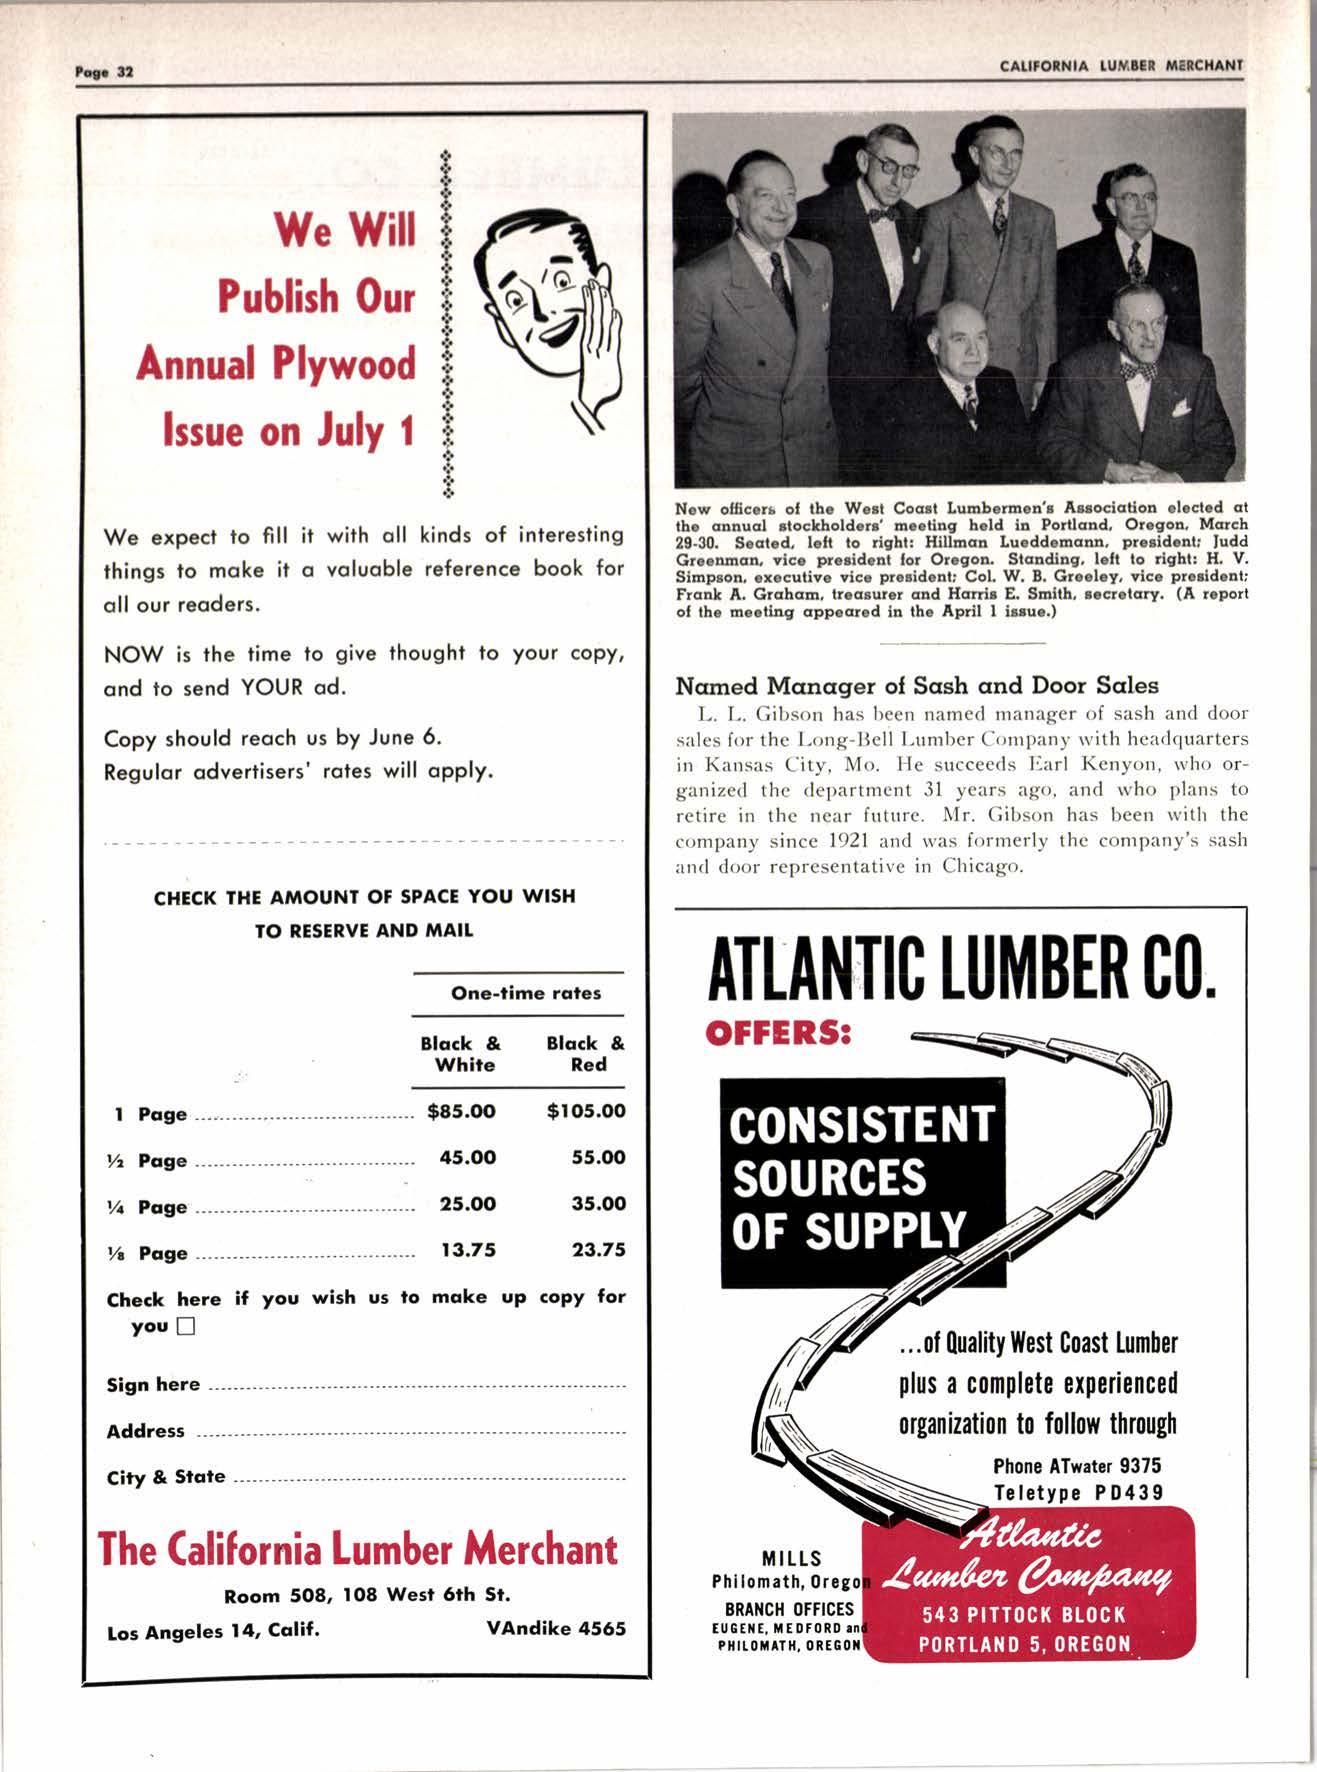 Page 32
CALIFORNIA LUMBER MERCHANT
We Will
Publish Our
Annual Plywood
Issue on July 1
We expect to fill it with all kinds of interesting
things to make it a valuable reference book for
all our readers.
NOW is the time to give thought to your copy,
and to send YOUR ad.
Copy should reach us by June 6.
Regular advertisers' rates will apply.
CHECK THE AMOUNT OF SPACE YOU WISH
TO RESERVE AND MAIL
One-time rates
Black & Black &
White Red
1 Page $85.00 $105.00
½ Page 45.00 55.00
¼ Page 25.00 35.00
⅛ Page 13.75 23.75
Check here if you wish us to make up copy for
you
Sign here
Address
City & State
The California Lumber Merchant
Room 508, 108 West 6th St.
Los Angeles 14, Calif. VAndike 4565
New officers of the West Coast Lumbermen's Association elected at
the annual stockholders' meeting held in Portland, Oregon, March
29-30. Seated, left to right: Hillman Lueddemann, president; Judd
Greenman, vice president for Oregon. Standing, left to right: H. V.
Simpson, executive vice president; Col. W. B. Greeley, vice president;
Frank A. Graham, treasurer and Harris E. Smith, secretary. (A report
of the meeting appeared in the April 1 issue.)
Named Manager of Sash and Door Sales
L. L. Gibson has been named manager of sash and door
sales for the Long-Bell Lumber Company with headquarters
in Kansas City, Mo. He succeeds Earl Kenyon, who or-
ganized the department 31 years ago, and who plans to
retire in the near future. Mr. Gibson has been with the
company since 1921 and was formerly the company's sash
and door representative in Chicago.
ATLANTIC LUMBER CO.
OFFERS:
CONSISTENT
SOURCES
OF SUPPLY
...of Quality West Coast Lumber
plus a complete experienced
organization to follow through
Phone ATwater 9375
Teletype PD439
MILLS
Philomath, Oregon
BRANCH OFFICES
EUGENE, MEDFORD and
PHILOMATH, OREGON
Atlantic
Lumber Company
543 PITTOCK BLOCK
PORTLAND 5, OREGON